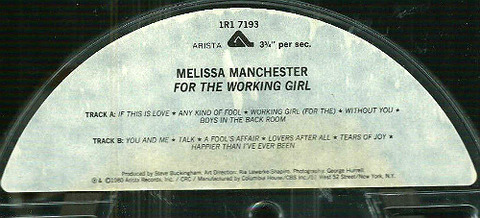 1R1 7193
ARISTA 3¾" per sec.
MELISSA MANCHESTER
FOR THE WORKING GIRL
TRACK A: IF THIS IS LOVE ★ ANY KIND OF FOOL ★ WORKING GIRL (FOR THE) ★ WITHOUT YOU ★
BOYS IN THE BACK ROOM
TRACK B: YOU AND ME ★ TALK ★ A FOOL'S AFFAIR ★ LOVERS AFTER ALL ★ TEARS OF JOY ★
HAPPIER THAN I'VE EVER BEEN
Produced by Steve Buckingham. Art Direction: Ria Lewerke-Shapiro. Photography: George Hurrell.
℗ & ©1980 Arista Records, Inc. / CRC / Manufactured by Columbia House/CBS Inc./51 West 52 Street/New York, N.Y.